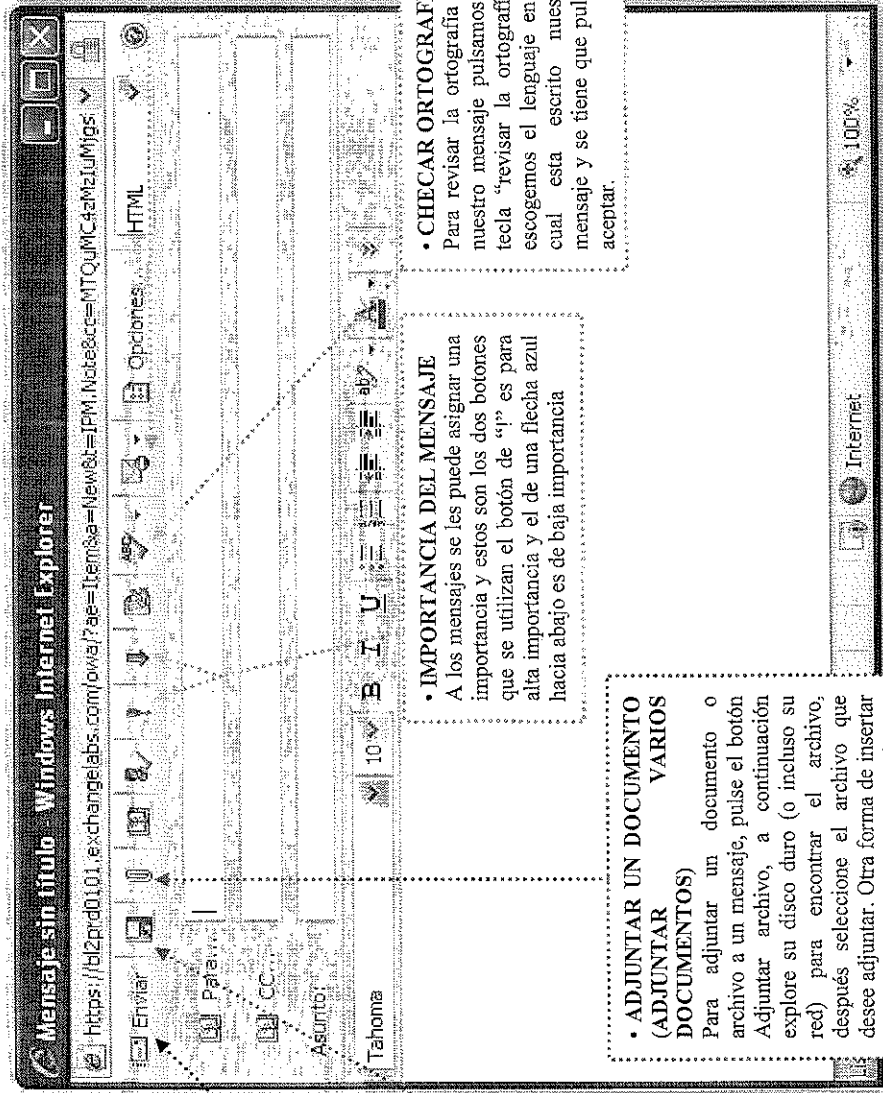 Mensaje sin título - Windows Internet Explorer
https://bl2prd0101.exchangelabs.com/owa/?ae=Item&a=New&t=IPM.Note&cc=MTQuMC4zMzIuMigs
Enviar
ABC
Opciones...
HTML
Para...
CC...
Asunto:
Tahoma
10
B I U
ab
A
• CHECAR ORTOGRAF
Para revisar la ortografía
nuestro mensaje pulsamos
tecla “revisar la ortograf
escogemos el lenguaje en
cual esta escrito nues
mensaje y se tiene que pul
aceptar.
• IMPORTANCIA DEL MENSAJE
A los mensajes se les puede asignar una
importancia y estos son los dos botones
que se utilizan el botón de “!” es para
alta importancia y el de una flecha azul
hacia abajo es de baja importancia
• ADJUNTAR UN DOCUMENTO
(ADJUNTAR VARIOS
DOCUMENTOS)
Para adjuntar un documento o
archivo a un mensaje, pulse el botón
Adjuntar archivo, a continuación
explore su disco duro (o incluso su
red) para encontrar el archivo,
después seleccione el archivo que
desee adjuntar. Otra forma de insertar
Internet
100%